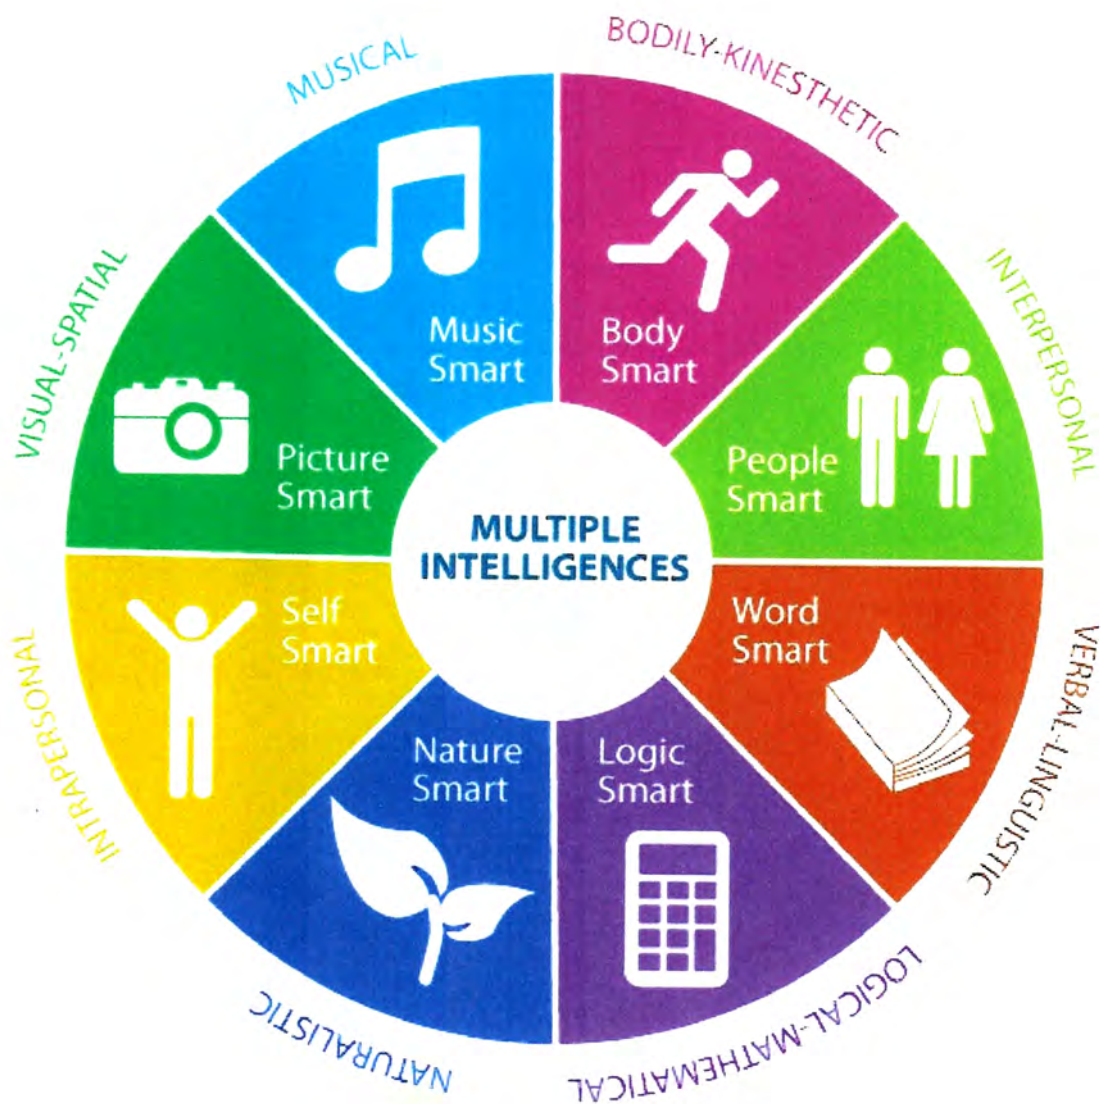 MUSICAL
BODILY-KINESTHETIC
VISUAL-SPATIAL
INTERPERSONAL
Music
Smart
Body
Smart
Picture
Smart
People
Smart
MULTIPLE
INTELLIGENCES
Self
Smart
Word
Smart
INTRAPERSONAL
VERBAL-LINGUISTIC
Nature
Smart
Logic
Smart
NATURALISTIC
LOGICAL-MATHEMATICAL